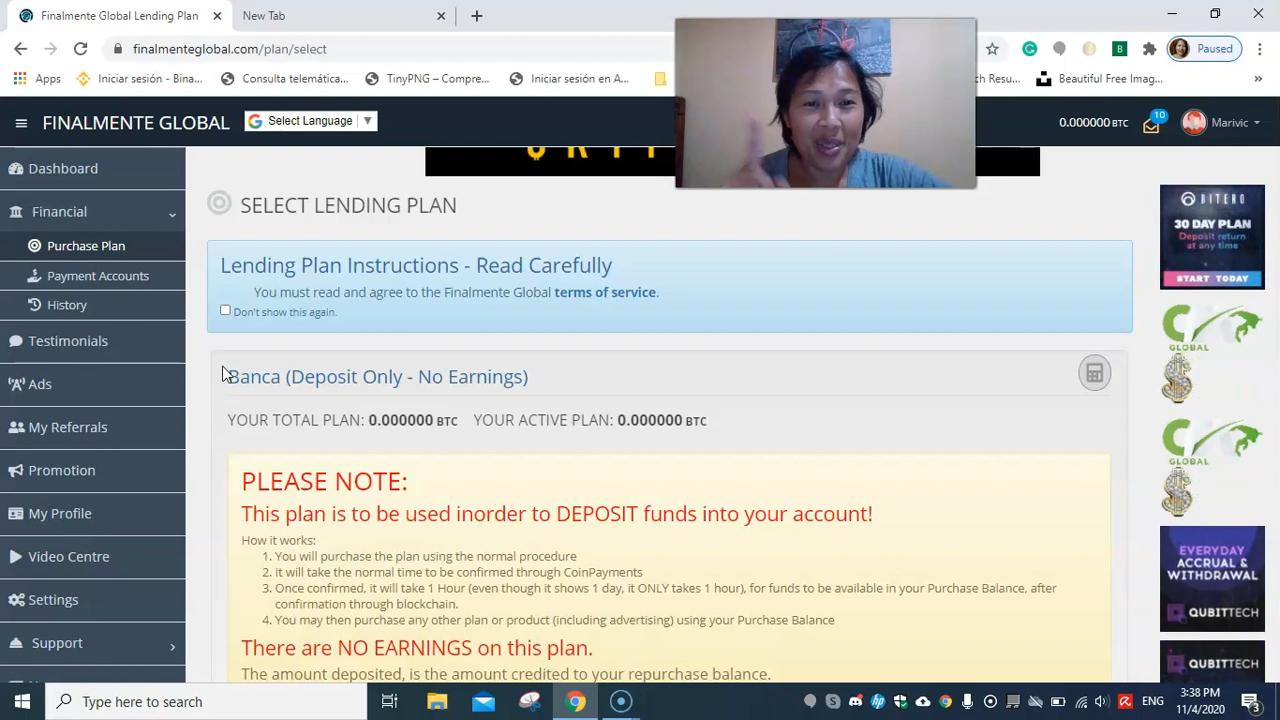 Finalmente Global Lending Plan
New Tab
finalmenteglobal.com/plan/select
Paused
Apps
Iniciar sesión - Bina...
Consulta telemátic...
TinyPNG – Compre...
Iniciar sesión en A
ch Resu...
Beautiful Free Imag...
FINALMENTE GLOBAL
Select Language
0.000000 BTC
10
Marivic
Dashboard
Financial
Purchase Plan
Payment Accounts
History
Testimonials
Ads
My Referrals
Promotion
My Profile
Video Centre
Settings
Support
SELECT LENDING PLAN
Lending Plan Instructions - Read Carefully
You must read and agree to the Finalmente Global terms of service.
Don't show this again.
Banca (Deposit Only - No Earnings)
YOUR TOTAL PLAN: 0.000000 BTC YOUR ACTIVE PLAN: 0.000000 BTC
PLEASE NOTE:
This plan is to be used inorder to DEPOSIT funds into your account!
How it works:
1. You will purchase the plan using the normal procedure
2. It will take the normal time to be confirmed through CoinPayments
3. Once confirmed, it will take 1 Hour (even though it shows 1 day, it ONLY takes 1 hour), for funds to be available in your Purchase Balance, after
confirmation through blockchain.
4. You may then purchase any other plan or product (including advertising) using your Purchase Balance
There are NO EARNINGS on this plan.
The amount deposited, is the amount credited to your repurchase balance.
BITERO
30 DAY PLAN
Deposit return
at any time
START TODAY
GLOBAL
GLOBAL
EVERYDAY
ACCRUAL &
WITHDRAWAL
QUBITTECH
QUBITTECH
Type here to search
ENG
3:38 PM
11/4/2020
3